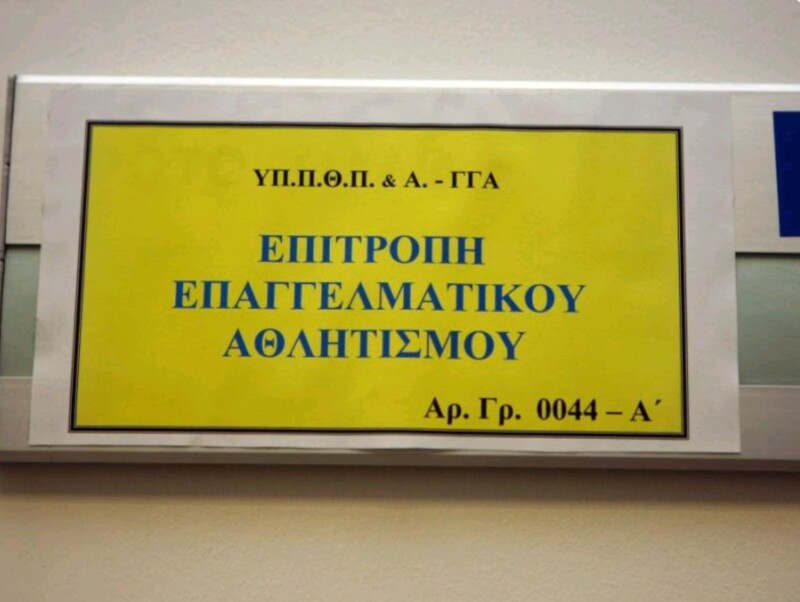 ΥΠ.Π.Θ.Π. & Α. - ΓΓΑ
ΕΠΙΤΡΟΠΗ
ΕΠΑΓΓΕΛΜΑΤΙΚΟΥ
ΑΘΛΗΤΙΣΜΟΥ
Αρ. Γρ. 0044 – Α΄